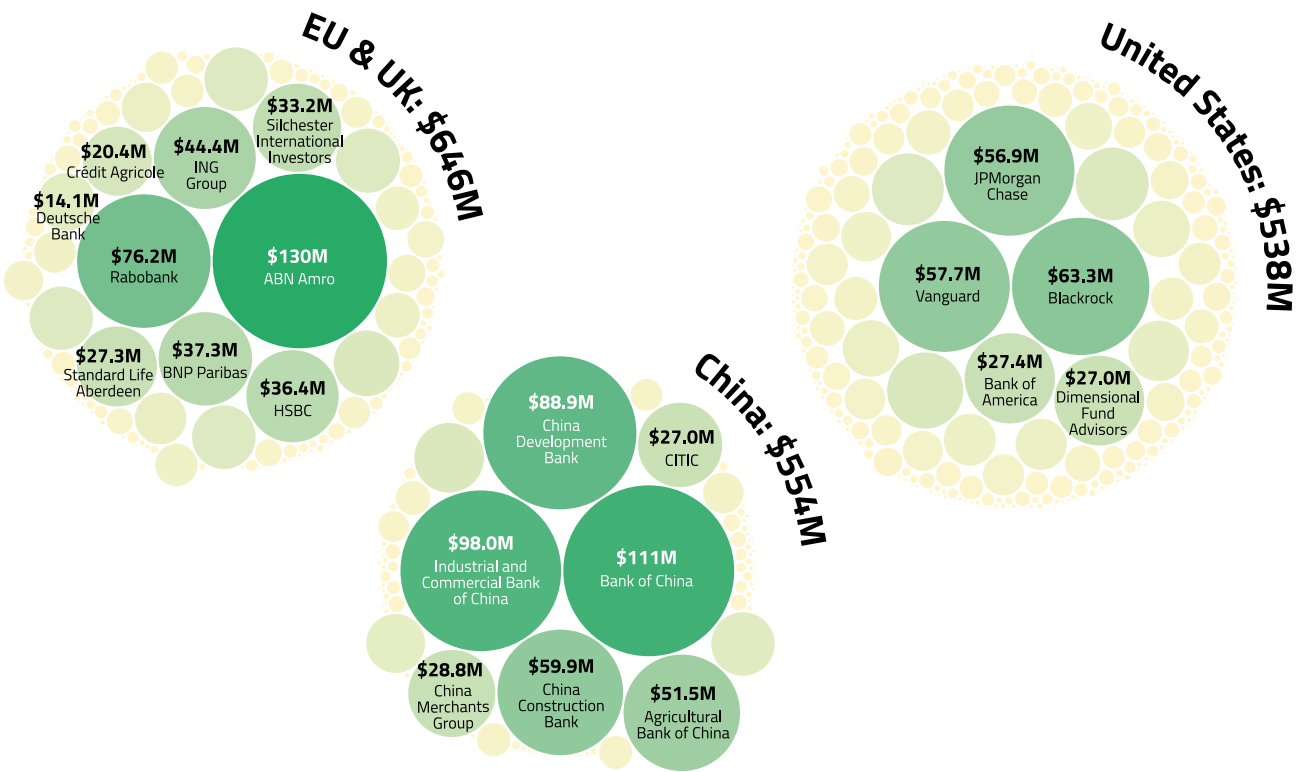 EU & UK: $646M
$33.2M
Silchester
International
Investors
$44.4M
ING
Group
$20.4M
Crédit Agricole
$14.1M
Deutsche
Bank
$76.2M
Rabobank
$130M
ABN Amro
$27.3M
Standard Life
Aberdeen
$37.3M
BNP Paribas
$36.4M
HSBC
United States: $538M
$56.9M
JPMorgan
Chase
$57.7M
Vanguard
$63.3M
Blackrock
$27.4M
Bank of
America
$27.0M
Dimensional
Fund
Advisors
China: $554M
$88.9M
China
Development
Bank
$27.0M
CITIC
$98.0M
Industrial and
Commercial Bank
of China
$111M
Bank of China
$28.8M
China
Merchants
Group
$59.9M
China
Construction
Bank
$51.5M
Agricultural
Bank of China